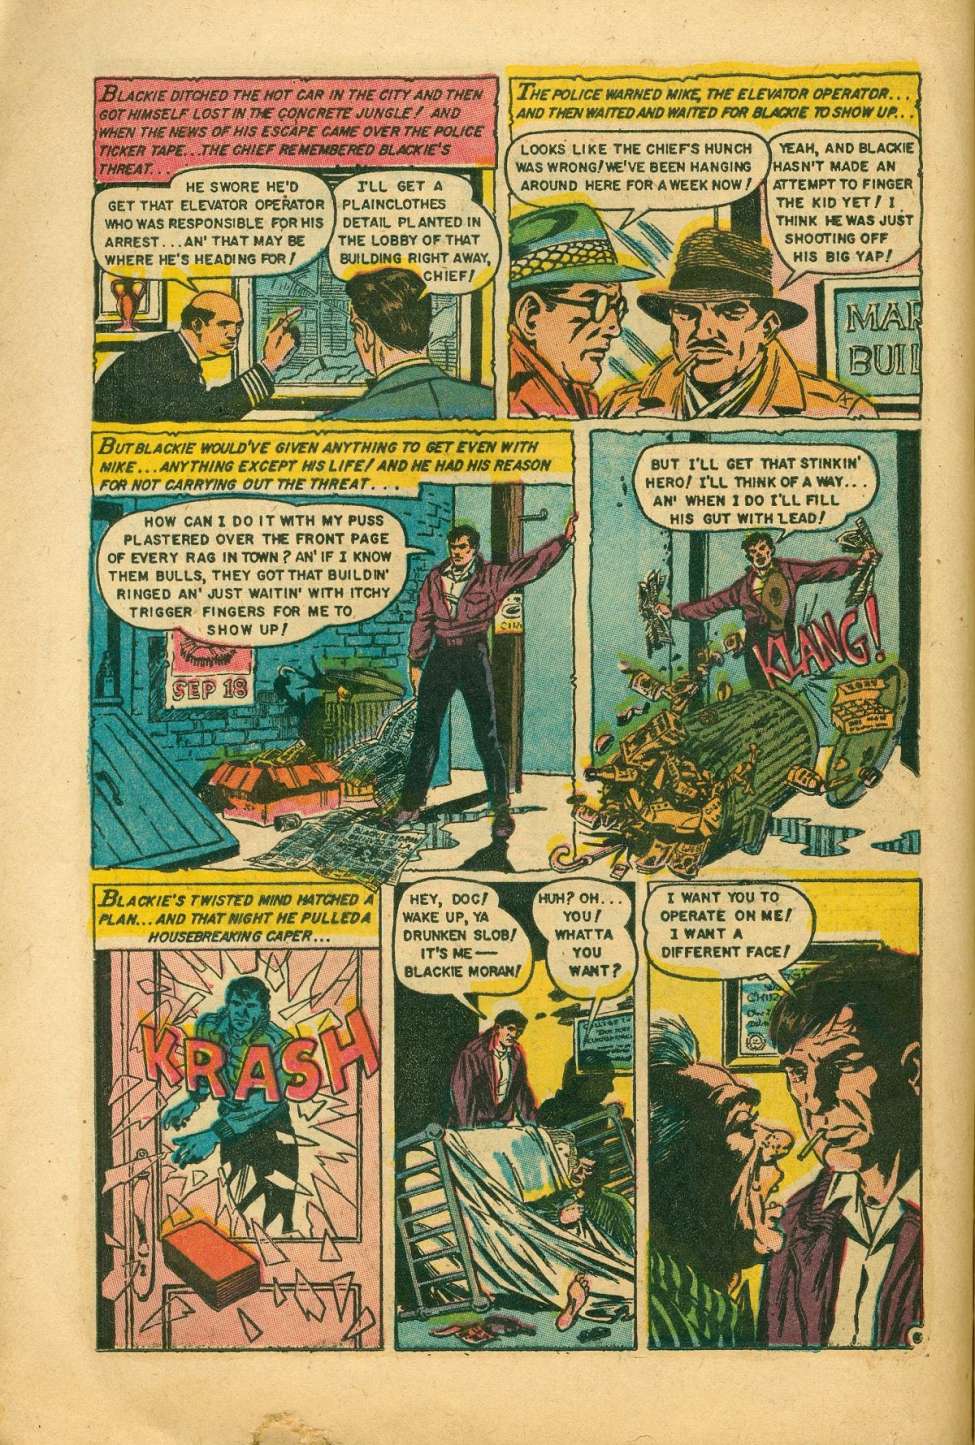 BLACKIE DITCHED THE HOT CAR IN THE CITY AND THEN
GOT HIMSELF LOST IN THE CONCRETE JUNGLE! AND
WHEN THE NEWS OF HIS ESCAPE CAME OVER THE POLICE
TICKER TAPE...THE CHIEF REMEMBERED BLACKIE'S
THREAT...
HE SWORE HE'D
GET THAT ELEVATOR OPERATOR
WHO WAS RESPONSIBLE FOR HIS
ARREST...AN' THAT MAY BE
WHERE HE'S HEADING FOR!
I'LL GET A
PLAINCLOTHES
DETAIL PLANTED IN
THE LOBBY OF THAT
BUILDING RIGHT AWAY,
CHIEF!
THE POLICE WARNED MIKE, THE ELEVATOR OPERATOR...
AND THEN WAITED AND WAITED FOR BLACKIE TO SHOW UP...
LOOKS LIKE THE CHIEF'S HUNCH
WAS WRONG! WE'VE BEEN HANGING
AROUND HERE FOR A WEEK NOW!
YEAH, AND BLACKIE
HASN'T MADE AN
ATTEMPT TO FINGER
THE KID YET! I
THINK HE WAS JUST
SHOOTING OFF
HIS BIG YAP!
MAR
BUIL
BUT BLACKIE WOULD'VE GIVEN ANYTHING TO GET EVEN WITH
MIKE...ANYTHING EXCEPT HIS LIFE! AND HE HAD HIS REASON
FOR NOT CARRYING OUT THE THREAT...
HOW CAN I DO IT WITH MY PUSS
PLASTERED OVER THE FRONT PAGE
OF EVERY RAG IN TOWN? AN' IF I KNOW
THEM BULLS, THEY GOT THAT BUILDIN'
RINGED AN' JUST WAITIN' WITH ITCHY
TRIGGER FINGERS FOR ME TO
SHOW UP!
SEP 18
BUT I'LL GET THAT STINKIN'
HERO! I'LL THINK OF A WAY...
AN' WHEN I DO I'LL FILL
HIS GUT WITH LEAD!
KLANG!
BLACKIE'S TWISTED MIND HATCHED A
PLAN...AND THAT NIGHT HE PULLED A
HOUSEBREAKING CAPER...
KRASH
HEY, DOC!
WAKE UP, YA
DRUNKEN SLOB!
IT'S ME—
BLACKIE MORAN!
HUH? OH...
YOU!
WHATTA
YOU
WANT?
I WANT YOU TO
OPERATE ON ME!
I WANT A
DIFFERENT FACE!